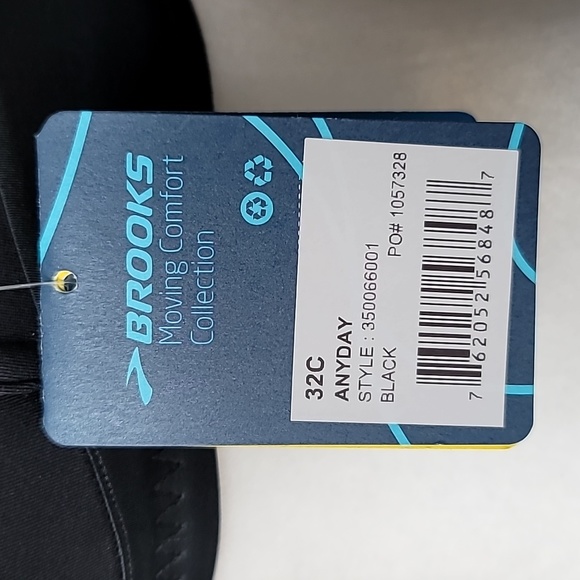 BROOKS
Moving Comfort
Collection
32C
ANYDAY
STYLE : 350066001
BLACK
PO# 1057328
7 62052 56848 7